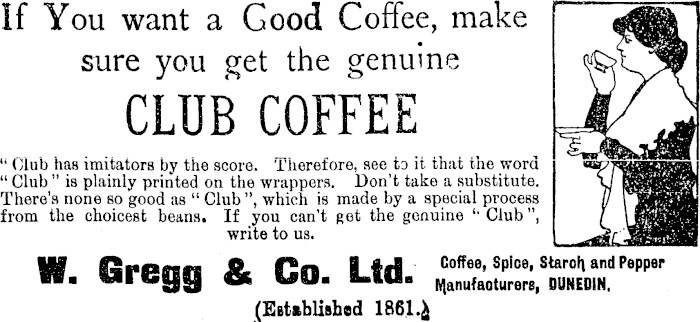 If You want a Good Coffee, make
sure you get the genuine
CLUB COFFEE
" Club has imitators by the score. Therefore, see to it that the word
" Club " is plainly printed on the wrappers. Don't take a substitute.
There's none so good as " Club ", which is made by a special process
from the choicest beans. If you can't get the genuine " Club ",
write to us.
W. Gregg & Co. Ltd.
Coffee, Spice, Starch and Pepper
Manufacturers, DUNEDIN.
(Established 1861.)